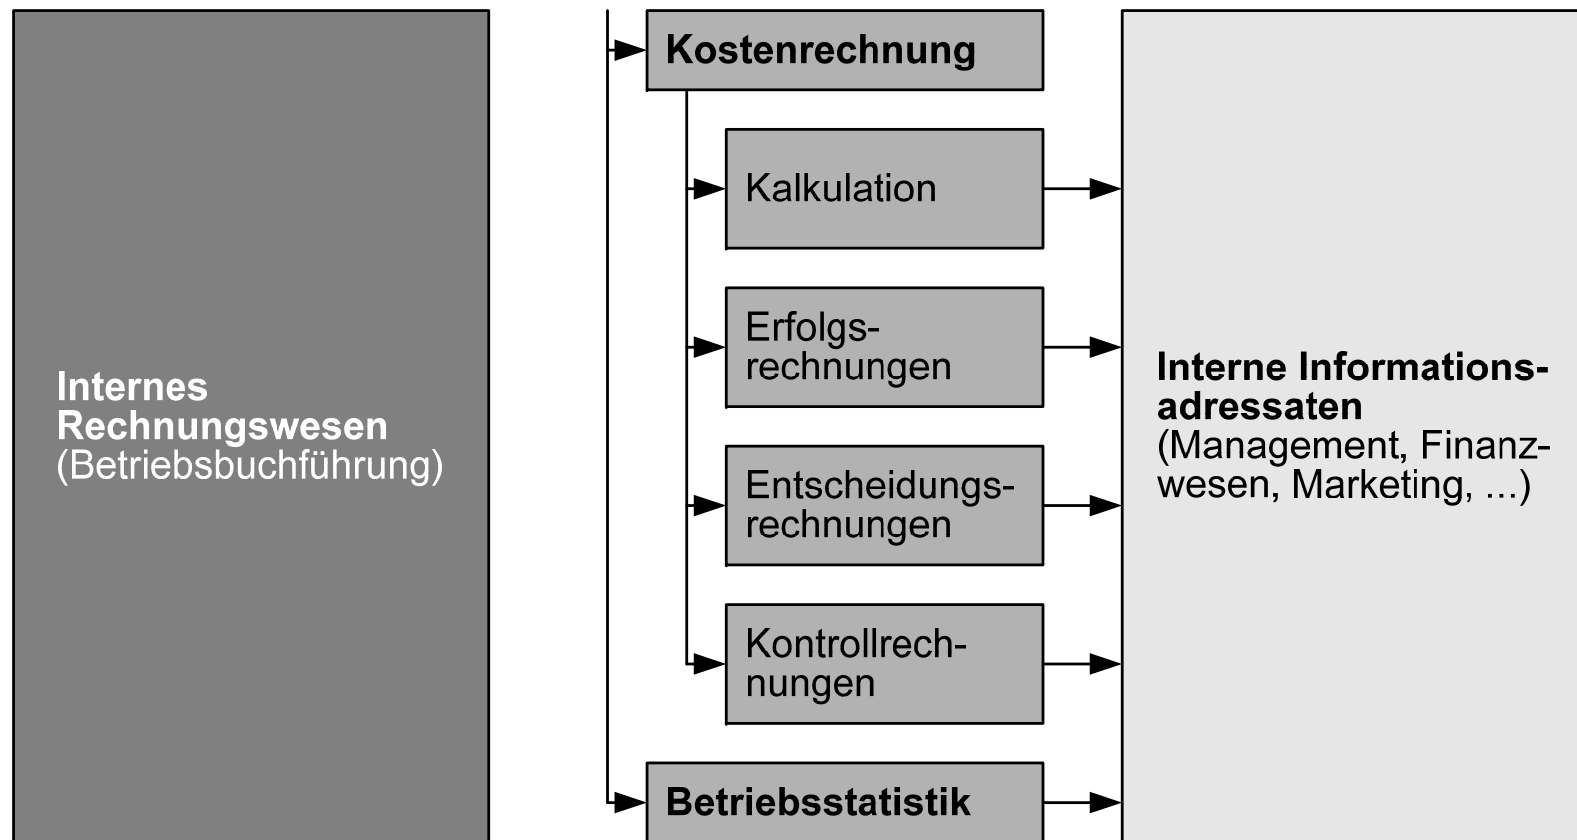 Internes
Rechnungswesen
(Betriebsbuchführung)
Kostenrechnung
Kalkulation
Erfolgs-
rechnungen
Entscheidungs-
rechnungen
Kontrollrech-
nungen
Betriebsstatistik
Interne Informations-
adressaten
(Management, Finanz-
wesen, Marketing, ...)